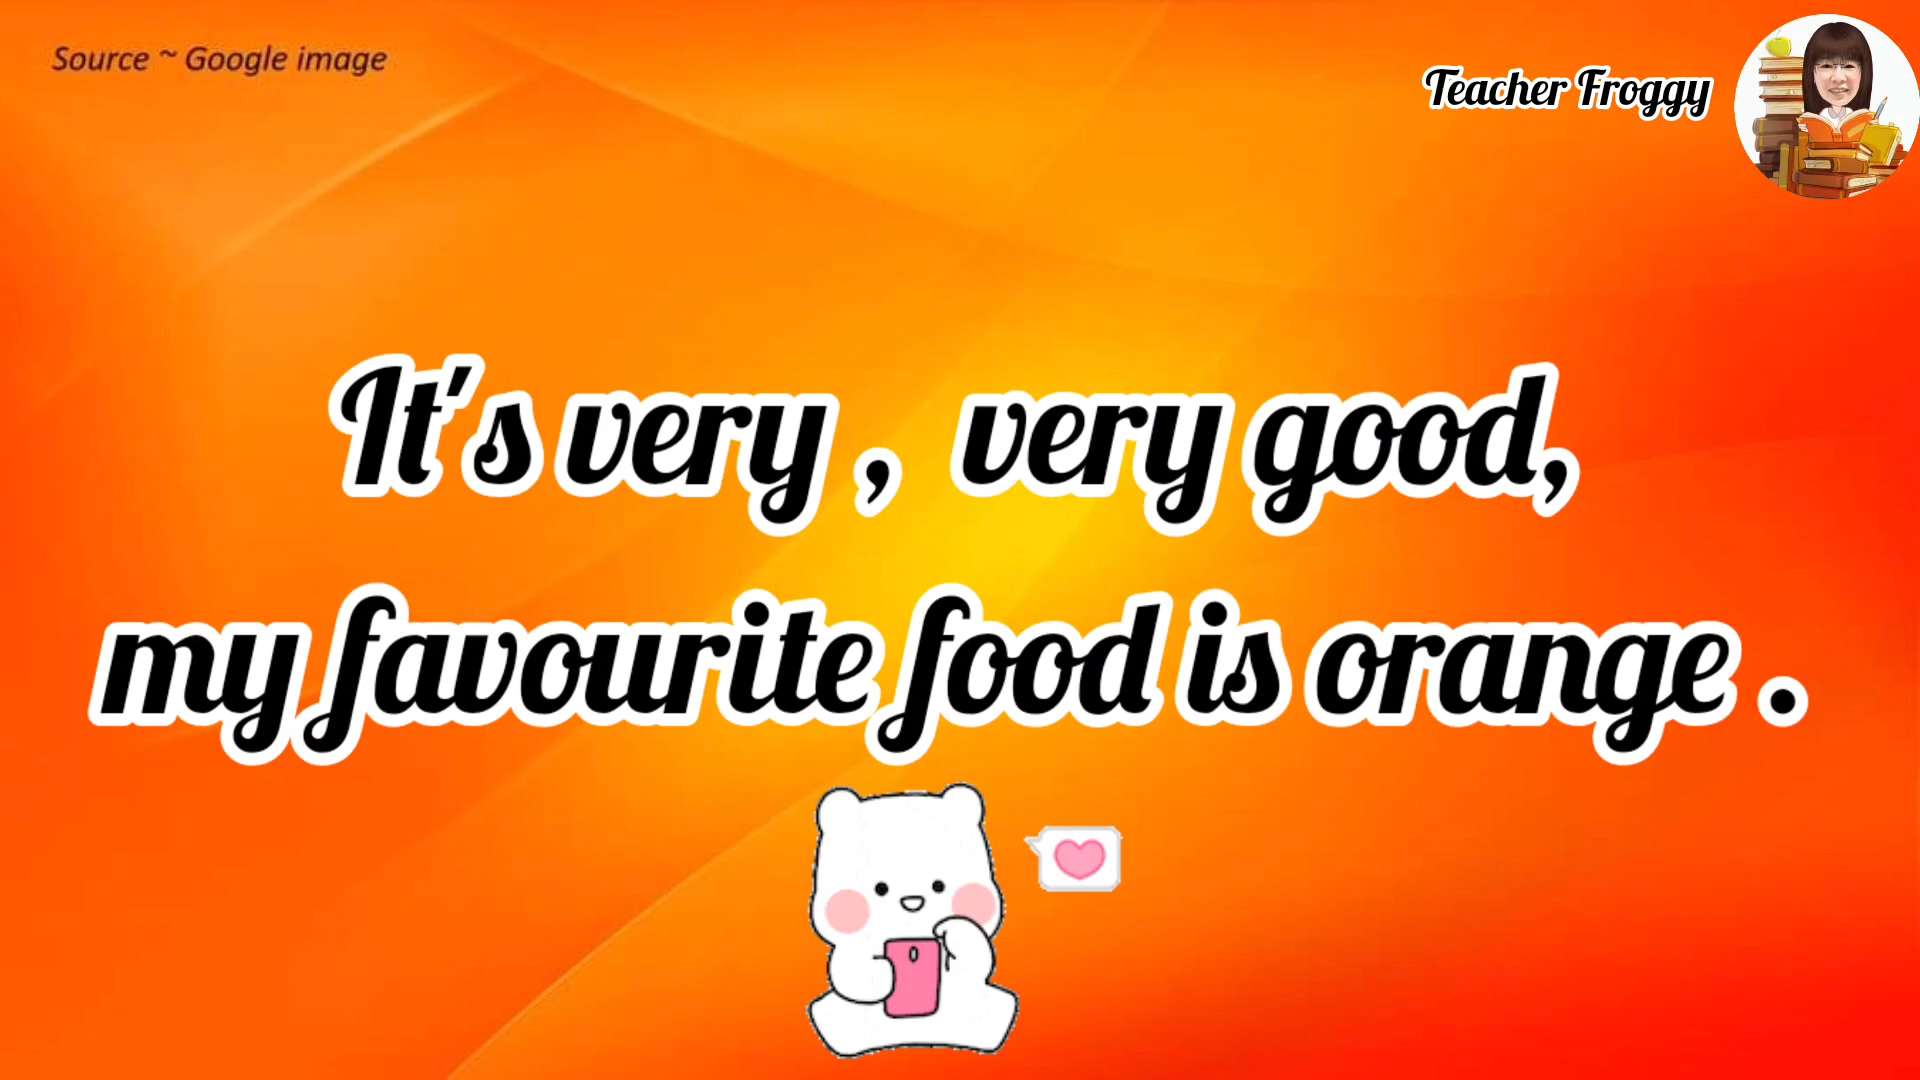 Source ~ Google image
Teacher Froggy
It's very , very good,
my favourite food is orange .